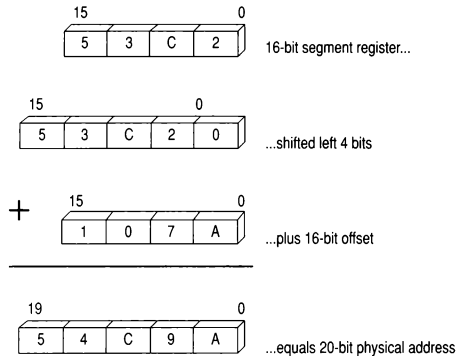 15 0
5 3 C 2 16-bit segment register...
15 0
5 3 C 2 0 ...shifted left 4 bits
+ 15 0
1 0 7 A ...plus 16-bit offset
19 0
5 4 C 9 A ...equals 20-bit physical address